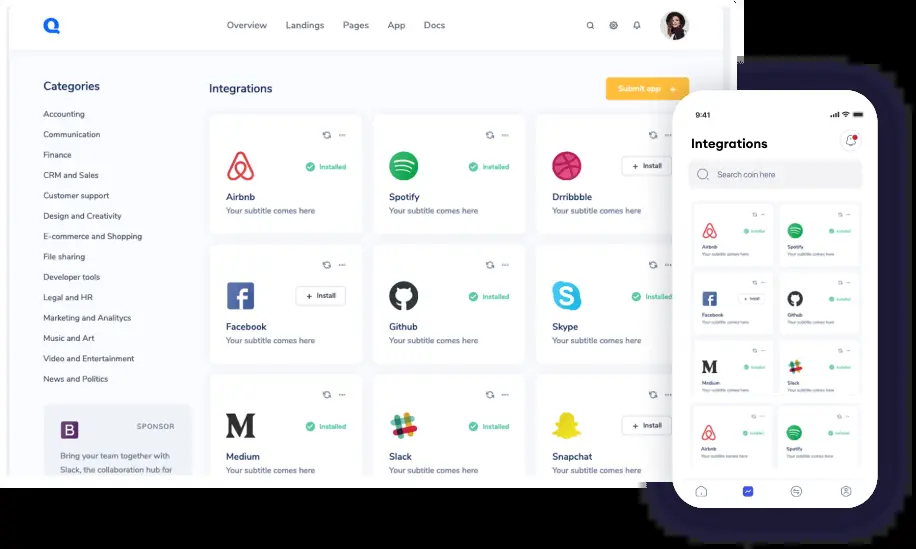 Overview Landings Pages App Docs
Categories
Accounting
Communication
Finance
CRM and Sales
Customer support
Design and Creativity
E-commerce and Shopping
File sharing
Developer tools
Legal and HR
Marketing and Analitycs
Music and Art
Video and Entertainment
News and Politics
B SPONSOR
Bring your team together with
Slack, the collaboration hub for
Integrations
Submit app +
Installed
Airbnb
Your subtitle comes here
Installed
Spotify
Your subtitle comes here
+ Install
Drribbble
Your subtitle comes here
+ Install
Facebook
Your subtitle comes here
Installed
Github
Your subtitle comes here
Installed
Skype
Your subtitle comes here
Installed
Medium
Your subtitle comes here
Installed
Slack
Your subtitle comes here
+ Install
Snapchat
Your subtitle comes here
9:41
Integrations
Search coin here
Installed
Airbnb
Your subtitle comes here
Installed
Spotify
Your subtitle comes here
+ Install
Facebook
Your subtitle comes here
Installed
Github
Your subtitle comes here
Installed
Medium
Your subtitle comes here
Installed
Slack
Your subtitle comes here
Installed
Airbnb
Your subtitle comes here
Installed
Spotify
Your subtitle comes here